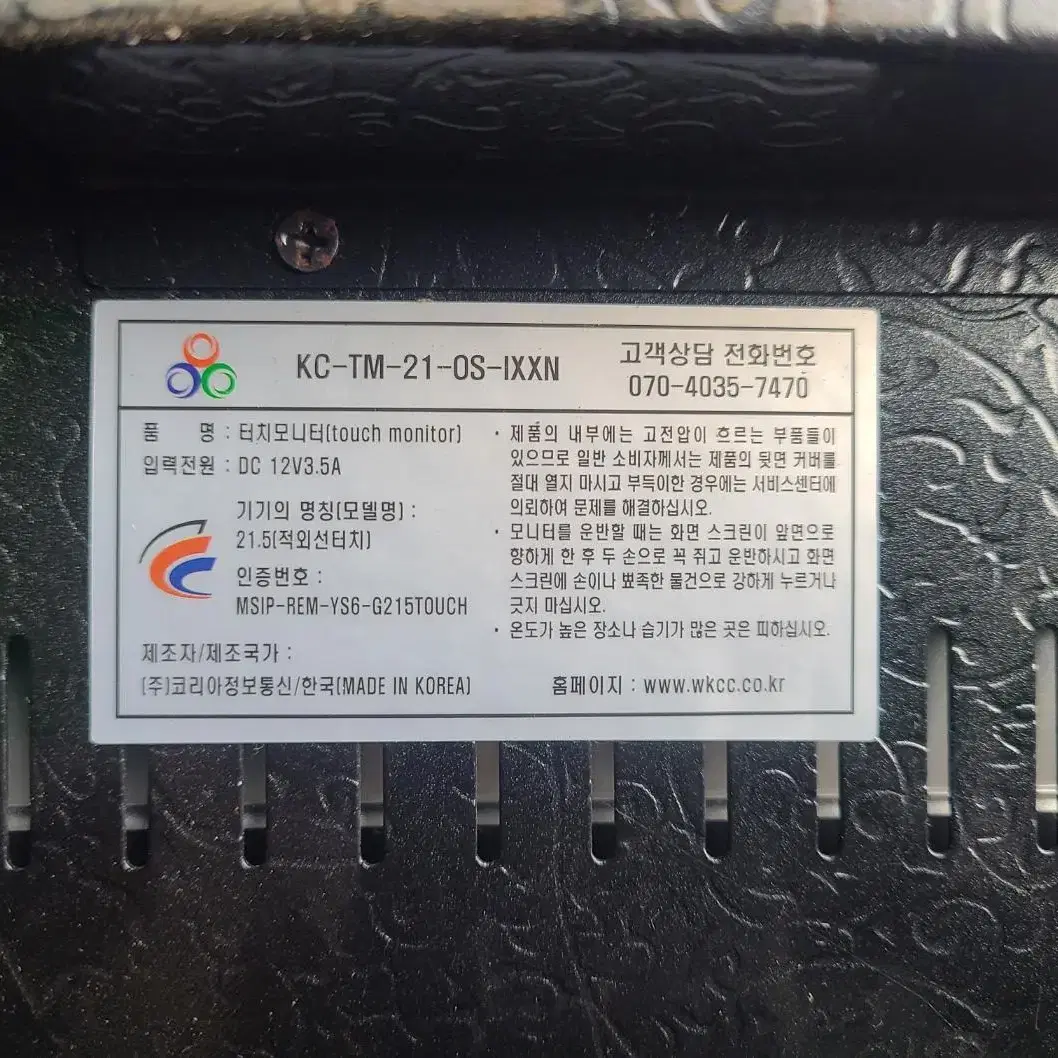 KC-TM-21-OS-IXXN
고객상담 전화번호
070-4035-7470
품 명 : 터치모니터(touch monitor)
입력전원 : DC 12V3.5A
기기의 명칭(모델명) :
21.5(적외선터치)
인증번호 :
MSIP-REM-YS6-G215TOUCH
제조자/제조국가 :
(주)코리아정보통신/한국(MADE IN KOREA)
· 제품의 내부에는 고전압이 흐르는 부품들이
있으므로 일반 소비자께서는 제품의 뒷면 커버를
절대 열지 마시고 부득이한 경우에는 서비스센터에
의뢰하여 문제를 해결하십시오.
· 모니터를 운반할 때는 화면 스크린이 앞면으로
향하게 한 후 두 손으로 꼭 쥐고 운반하시고 화면
스크린에 손이나 뾰족한 물건으로 강하게 누르거나
긋지 마십시오.
· 온도가 높은 장소나 습기가 많은 곳은 피하십시오.
홈페이지 : www.wkcc.co.kr